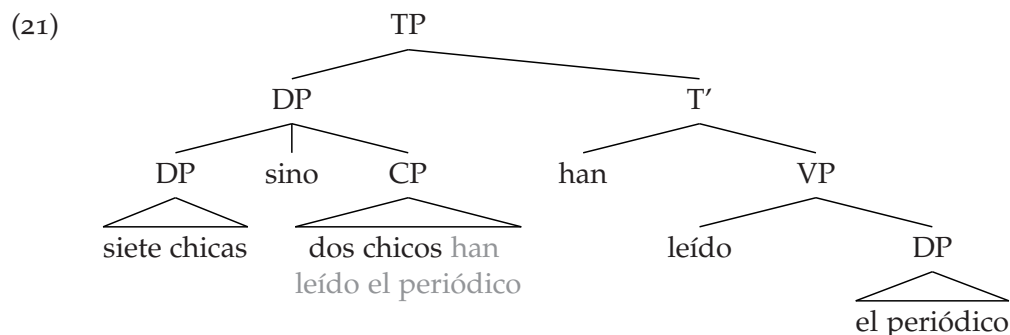 (21)
TP
DP T′
DP sino CP han VP
siete chicas dos chicos han leído DP
leído el periódico
el periódico